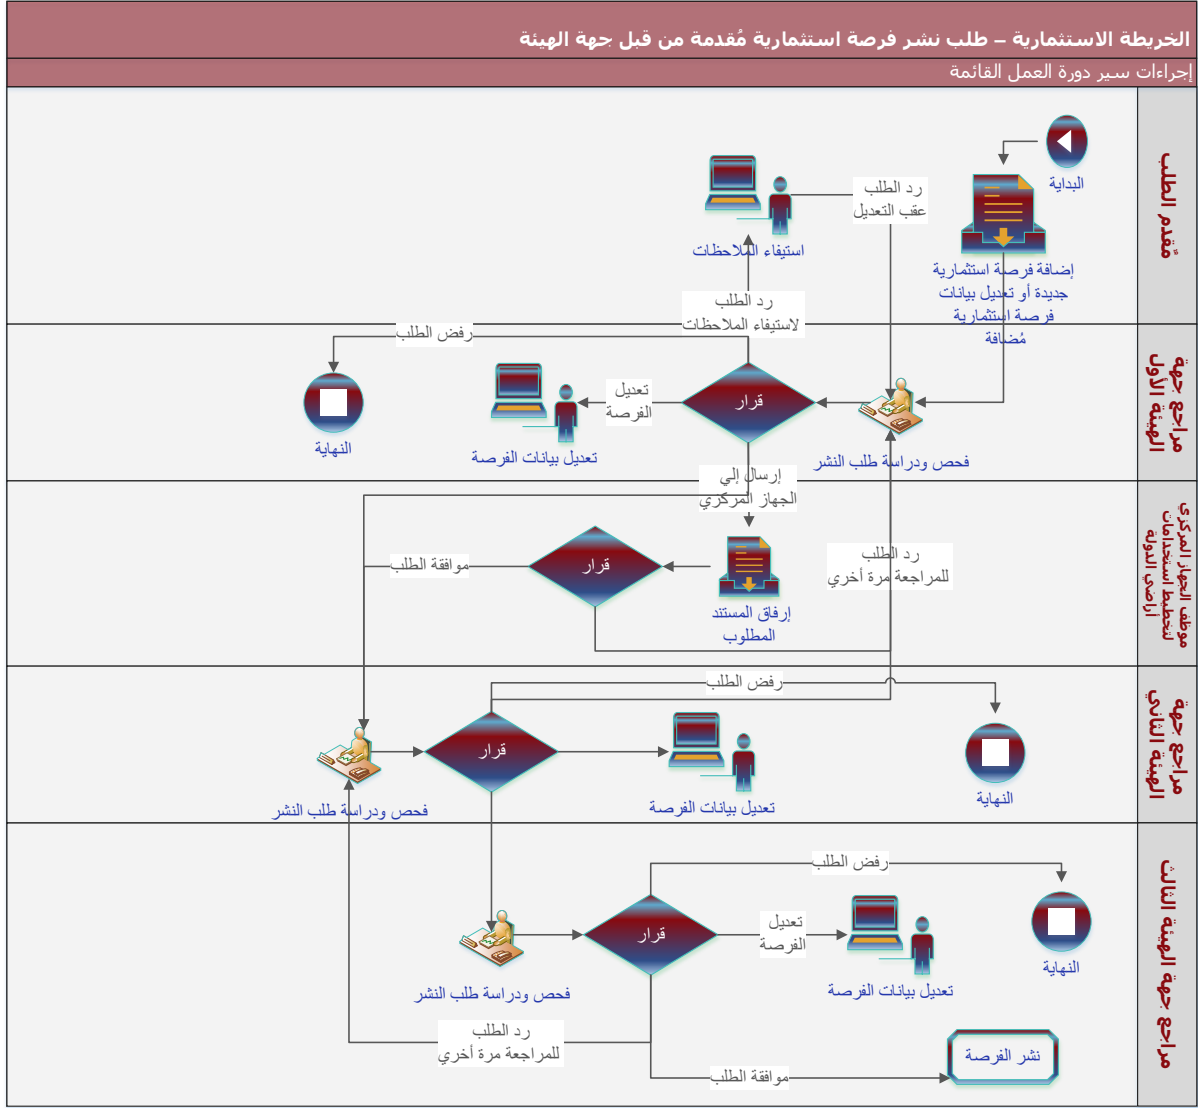 الخريطة الاستثمارية – طلب نشر فرصة استثمارية مُقدمة من قبل جهة الهيئة
إجراءات سير دورة العمل القائمة
مٌقدم الطلب
البداية
إضافة فرصة استثمارية
جديدة أو تعديل بيانات
فرصة استثمارية
مُضافة
رد الطلب
عقب التعديل
استيفاء الملاحظات
رد الطلب
لاستيفاء الملاحظات
مراجع جهة
الهيئة الأول
فحص ودراسة طلب النشر
قرار
تعديل
الفرصة
تعديل بيانات الفرصة
رفض الطلب
النهاية
إرسال إلي
الجهاز المركزي
موظف الجهاز المركزي
لتخطيط استخدامات
أراضي الدولة
إرفاق المستند
المطلوب
قرار
موافقة الطلب
رد الطلب
للمراجعة مرة أخري
مراجع جهة
الهيئة الثاني
رفض الطلب
النهاية
تعديل بيانات الفرصة
قرار
فحص ودراسة طلب النشر
مراجع جهة الهيئة الثالث
رفض الطلب
النهاية
تعديل
الفرصة
تعديل بيانات الفرصة
قرار
فحص ودراسة طلب النشر
رد الطلب
للمراجعة مرة أخري
نشر الفرصة
موافقة الطلب